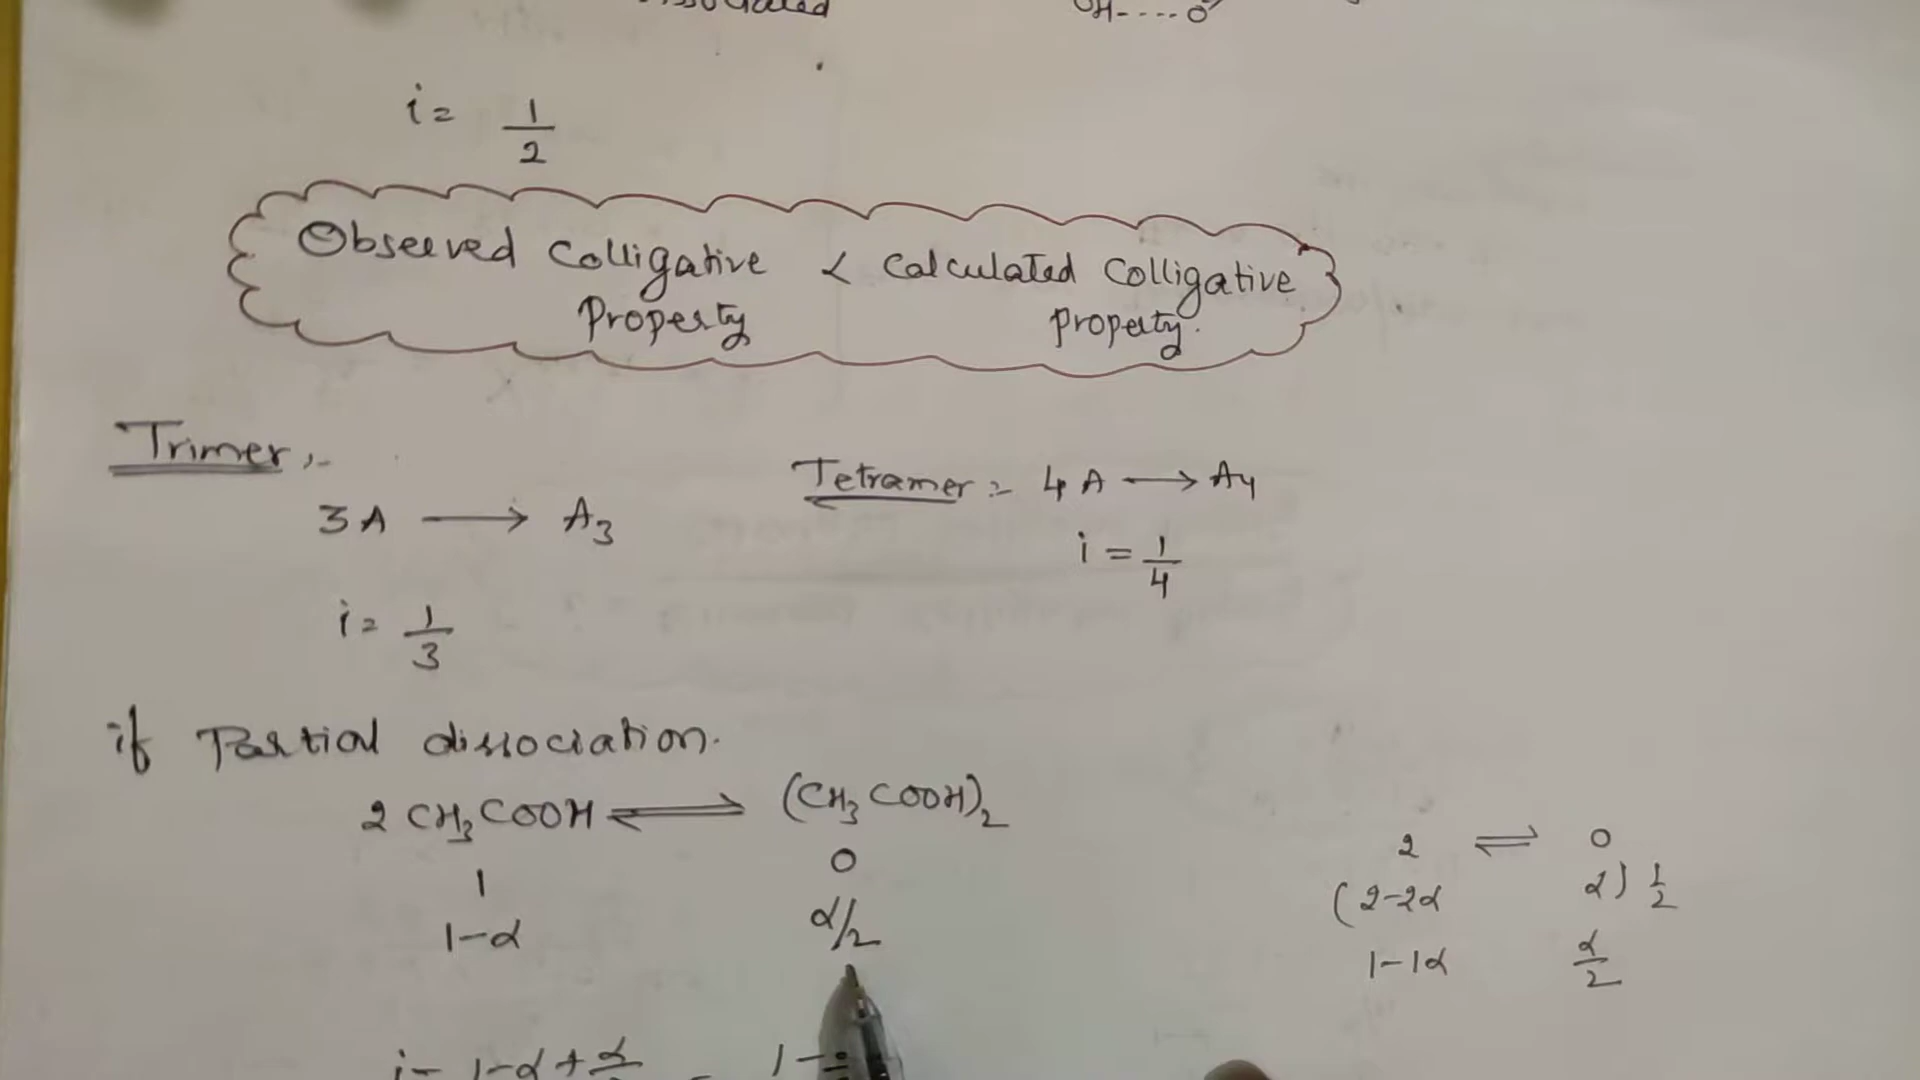 OH----O
i = 1/2
Observed Colligative < Calculated Colligative
Property property.
Trimer :-
3A ⟶ A₃
i = 1/3
Tetramer :- 4A ⟶ A₄
i = 1/4
if Partial dissociation.
2 CH₃COOH ⇌ (CH₃COOH)₂
1 0
1-α α/2
2 ⇌ 0
(2-2α α) 1/2
1-1α α/2
i = 1-α+α